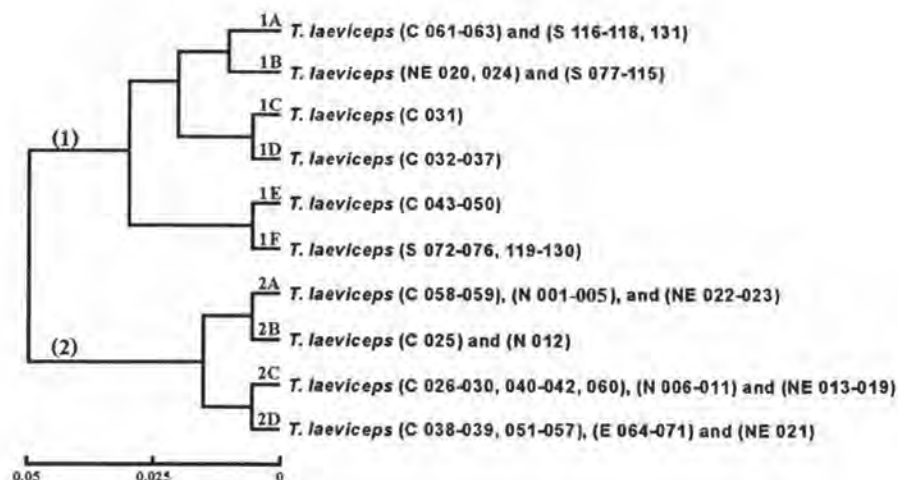 1A T. laeviceps (C 061-063) and (S 116-118, 131)
1B T. laeviceps (NE 020, 024) and (S 077-115)
1C T. laeviceps (C 031)
(1)
1D T. laeviceps (C 032-037)
1E T. laeviceps (C 043-050)
1F T. laeviceps (S 072-076, 119-130)
2A T. laeviceps (C 058-059), (N 001-005), and (NE 022-023)
2B T. laeviceps (C 025) and (N 012)
(2)
2C T. laeviceps (C 026-030, 040-042, 060), (N 006-011) and (NE 013-019)
2D T. laeviceps (C 038-039, 051-057), (E 064-071) and (NE 021)
0.05 0.025 0